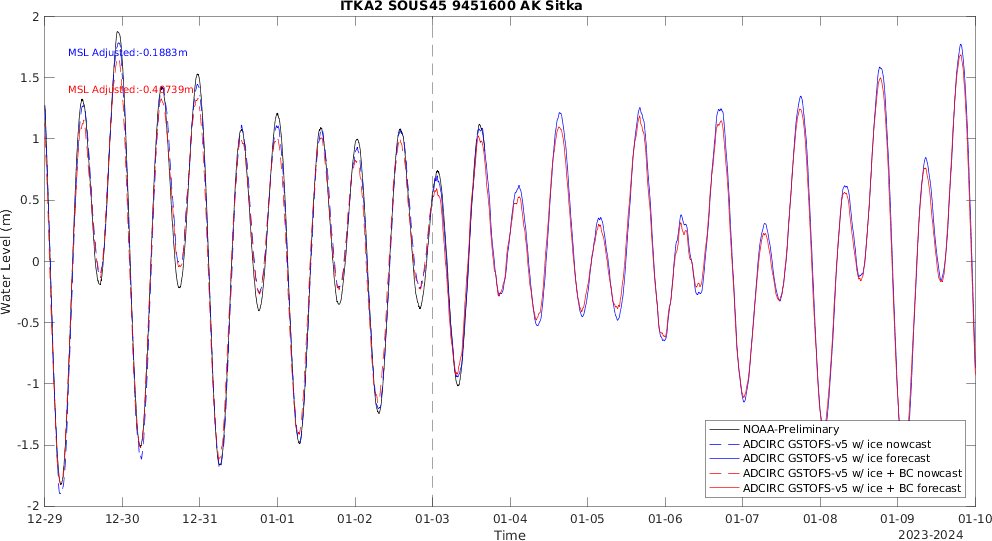 ITKA2 SOUS45 9451600 AK Sitka
MSL Adjusted:-0.1883m
Water Level (m)
2
1.5
1
0.5
0
-0.5
-1
-1.5
-2
NOAA-Preliminary
ADCIRC GSTOFS-v5 w/ ice nowcast
ADCIRC GSTOFS-v5 w/ ice forecast
ADCIRC GSTOFS-v5 w/ ice + BC nowcast
ADCIRC GSTOFS-v5 w/ ice + BC forecast
12-29 12-30 12-31 01-01 01-02 01-03 01-04 01-05 01-06 01-07 01-08 01-09 01-10
Time
2023-2024
MSL Adjusted: